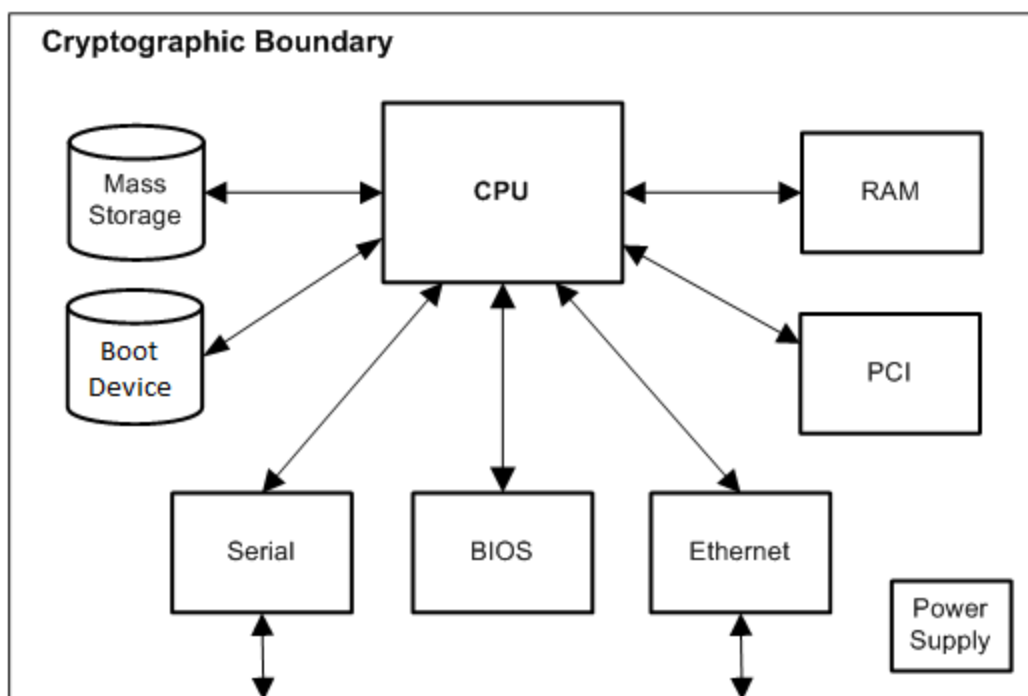 Cryptographic Boundary
Mass
Storage
CPU
RAM
Boot
Device
PCI
Serial
BIOS
Ethernet
Power
Supply